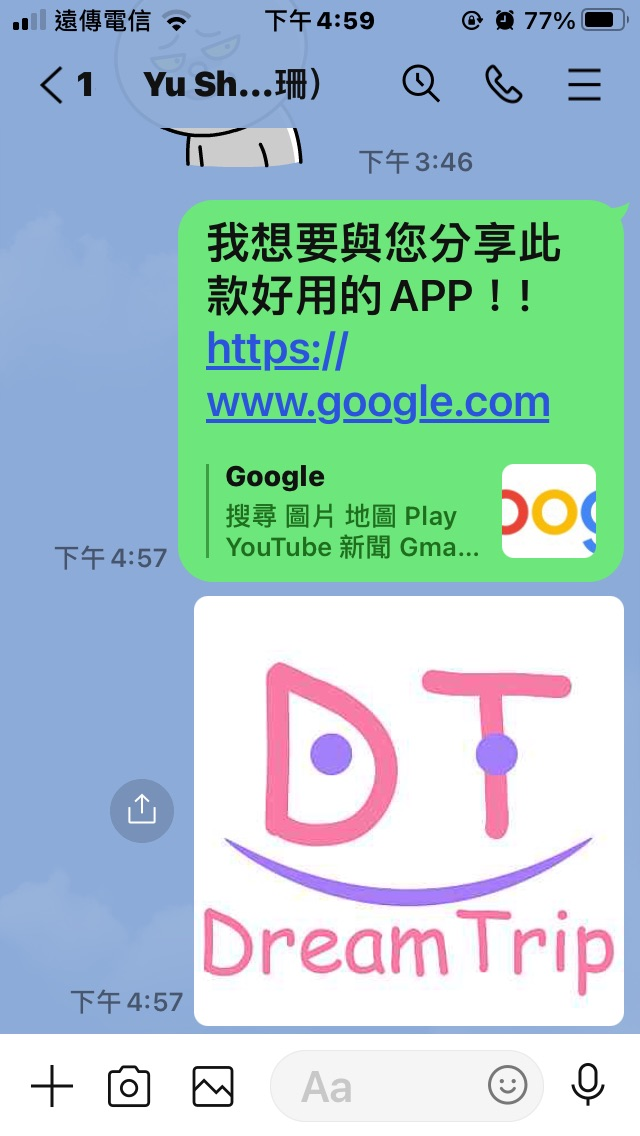 遠傳電信 下午4:59 77%
1 Yu Sh...珊)
下午3:46
我想要與您分享此
款好用的APP！!
https://
www.google.com
Google
搜尋 圖片 地圖 Play
YouTube 新聞 Gma...
下午4:57
DT
DreamTrip
下午4:57
Aa